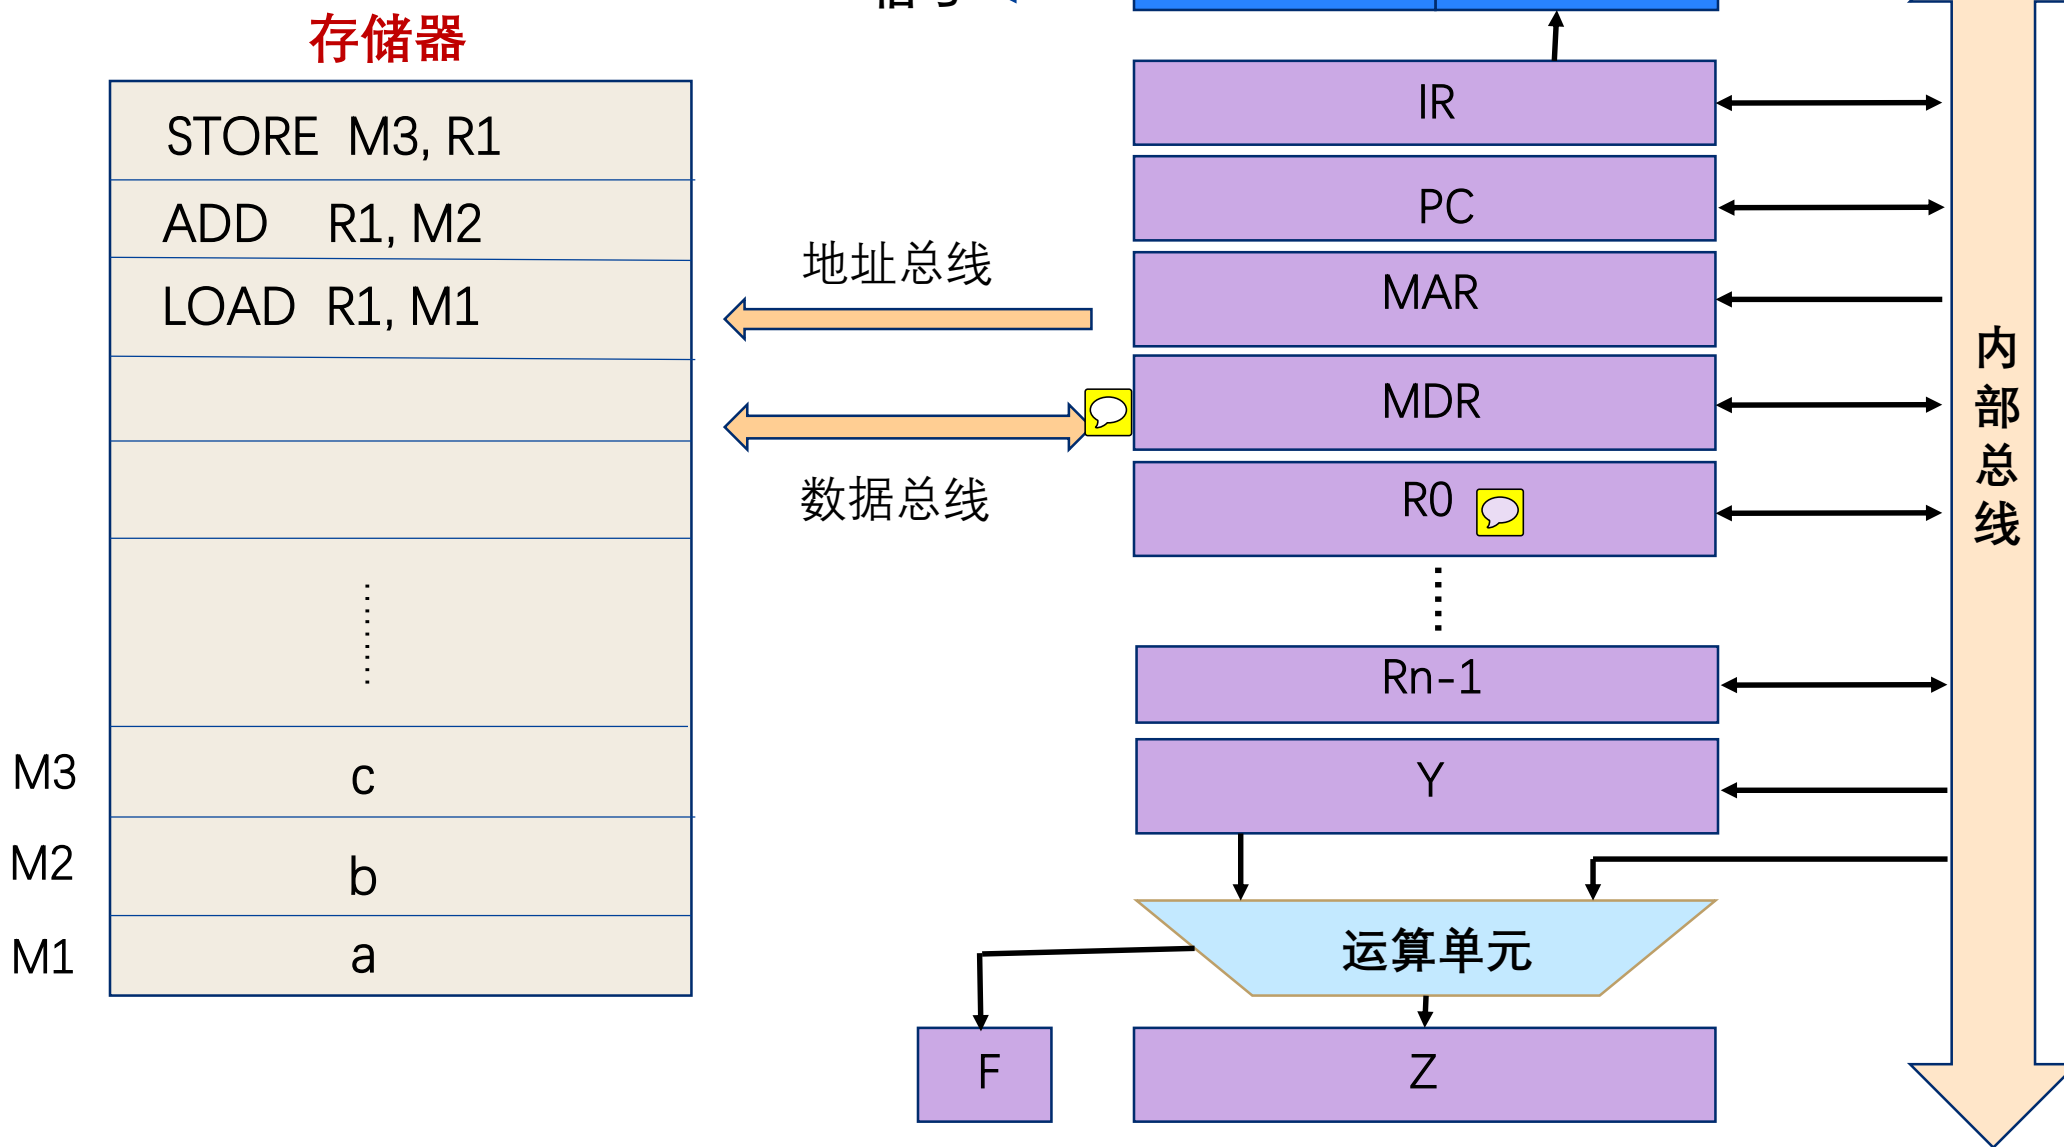 存储器
STORE M3, R1
ADD R1, M2
LOAD R1, M1
M3
c
M2
b
M1
a
地址总线
数据总线
IR
PC
MAR
MDR
R0
Rn-1
Y
运算单元
F
Z
内部总线